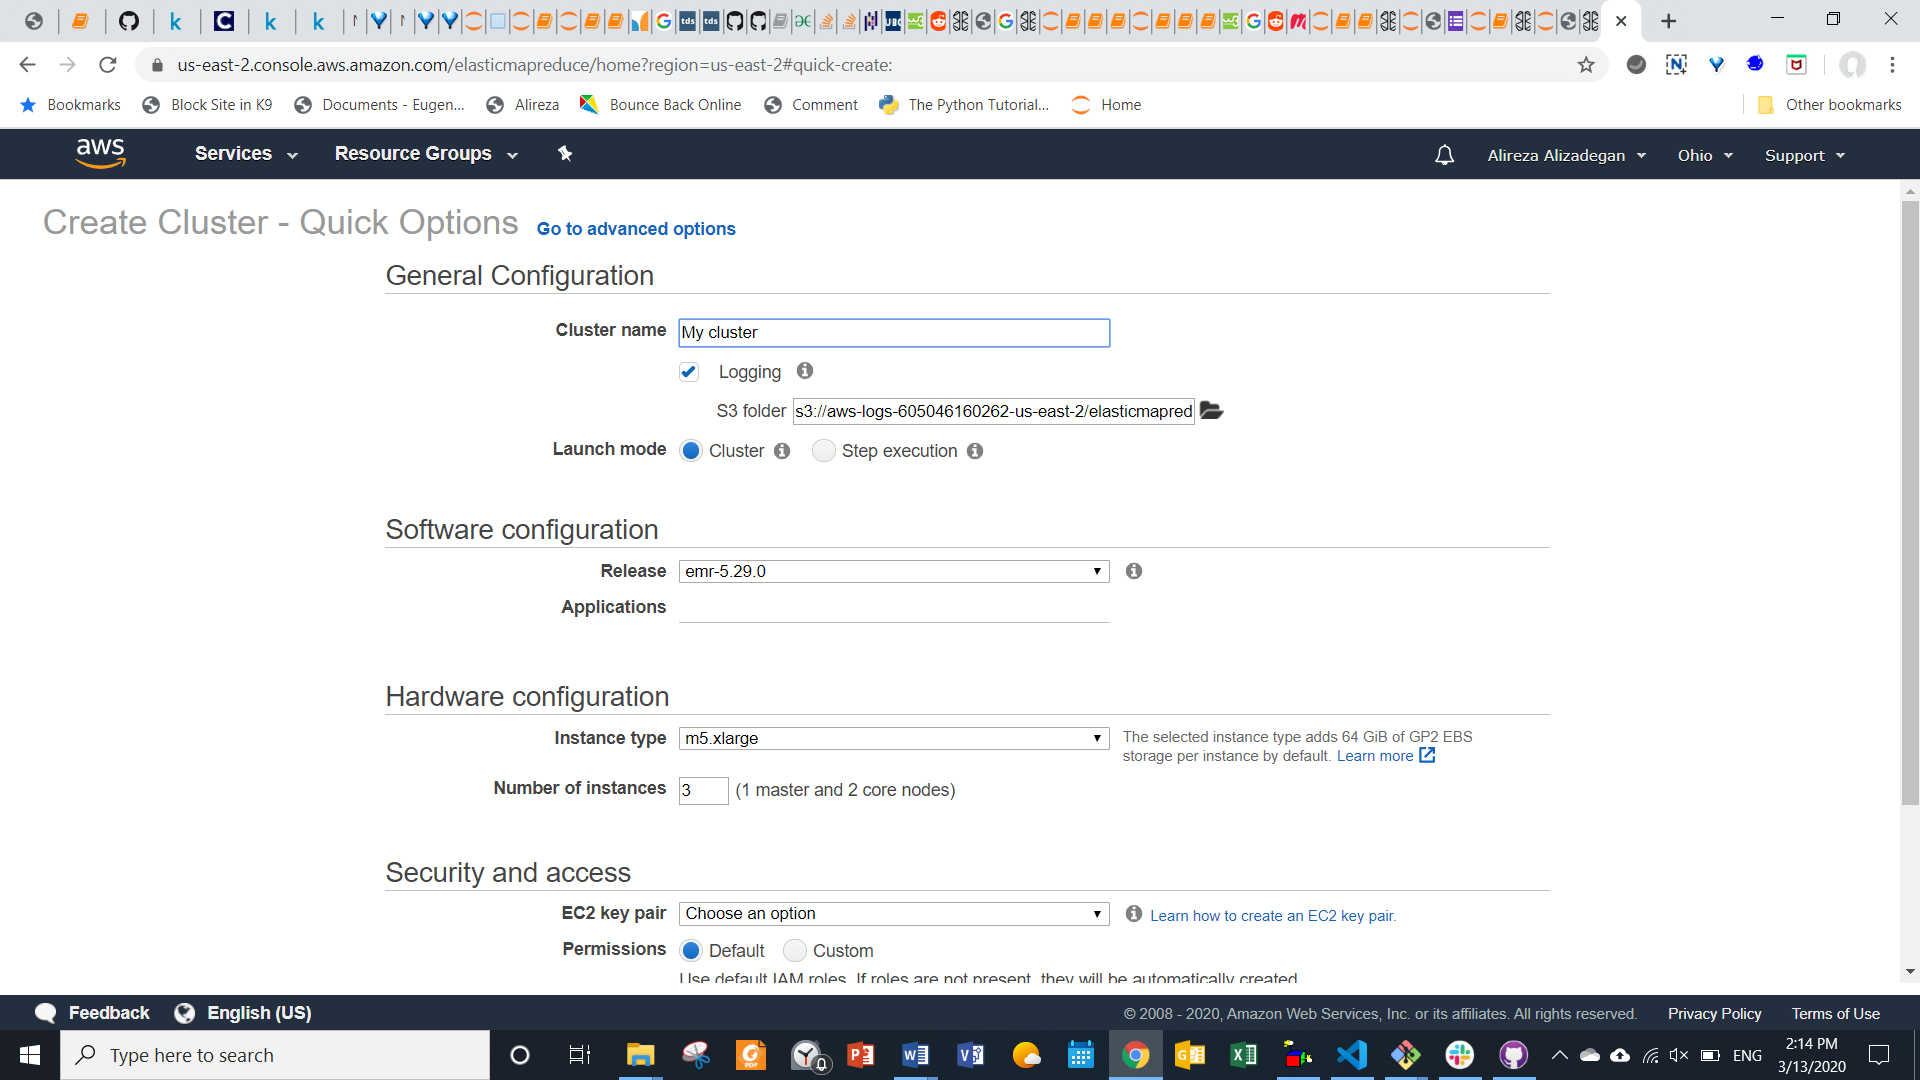 us-east-2.console.aws.amazon.com/elasticmapreduce/home?region=us-east-2#quick-create:
Bookmarks Block Site in K9 Documents - Eugen... Alireza Bounce Back Online Comment The Python Tutorial... Home Other bookmarks
aws Services Resource Groups Alireza Alizadegan Ohio Support
Create Cluster - Quick Options Go to advanced options
General Configuration
Cluster name My cluster
Logging
S3 folder s3://aws-logs-605046160262-us-east-2/elasticmapred
Launch mode Cluster Step execution
Software configuration
Release emr-5.29.0
Applications
Hardware configuration
Instance type m5.xlarge The selected instance type adds 64 GiB of GP2 EBS
storage per instance by default. Learn more
Number of instances 3 (1 master and 2 core nodes)
Security and access
EC2 key pair Choose an option Learn how to create an EC2 key pair.
Permissions Default Custom
Use default IAM roles. If roles are not present, they will be automatically created
Feedback English (US) © 2008 - 2020, Amazon Web Services, Inc. or its affiliates. All rights reserved. Privacy Policy Terms of Use
Type here to search ENG 2:14 PM
3/13/2020